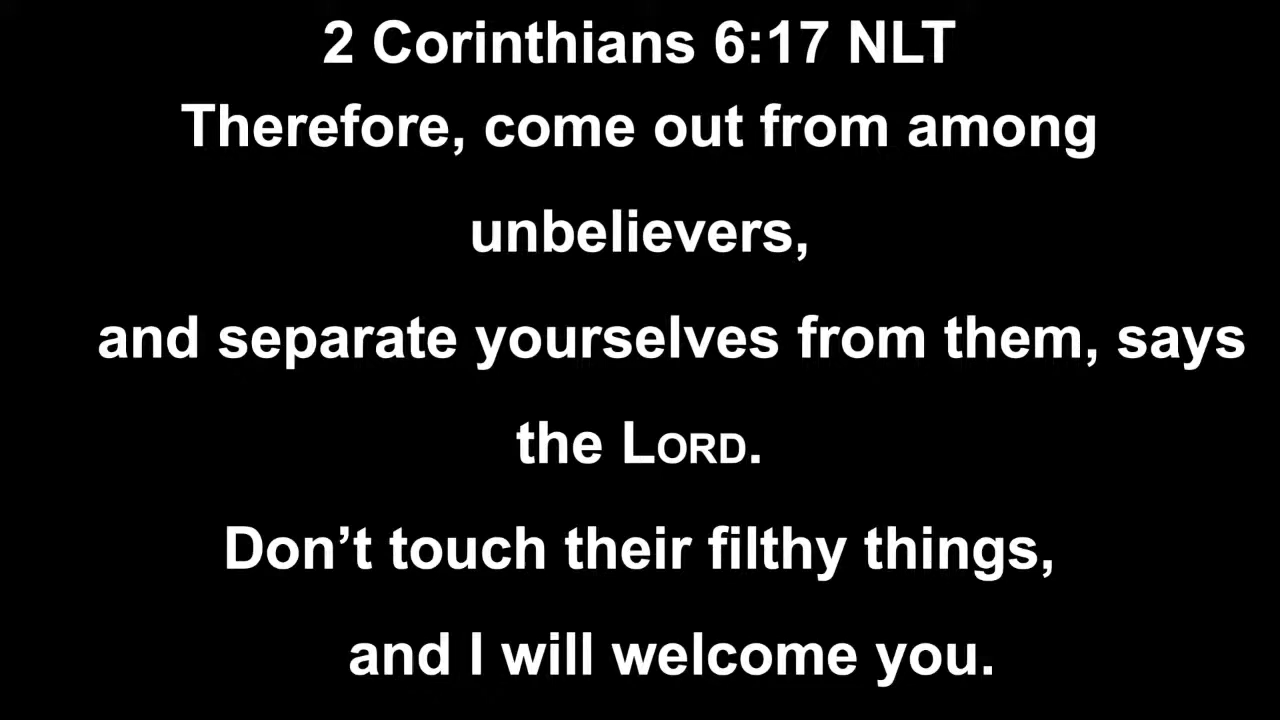 2 Corinthians 6:17 NLT
Therefore, come out from among
unbelievers,
and separate yourselves from them, says
the LORD.
Don’t touch their filthy things,
and I will welcome you.